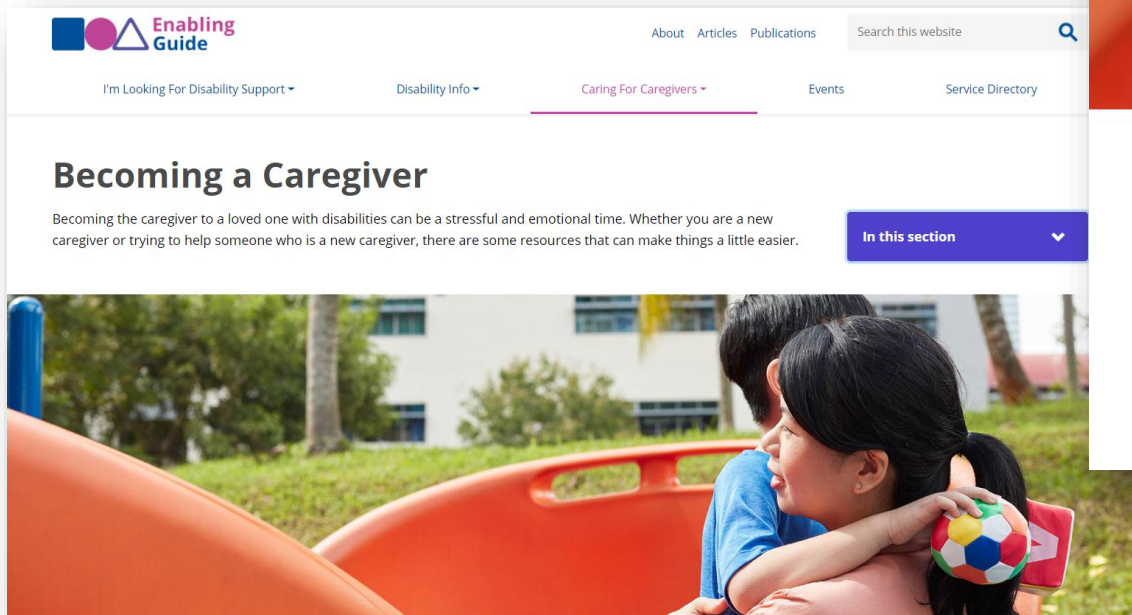 Enabling
Guide
About Articles Publications
Search this website
I'm Looking For Disability Support
Disability Info
Caring For Caregivers
Events
Service Directory
Becoming a Caregiver
Becoming the caregiver to a loved one with disabilities can be a stressful and emotional time. Whether you are a new
caregiver or trying to help someone who is a new caregiver, there are some resources that can make things a little easier.
In this section